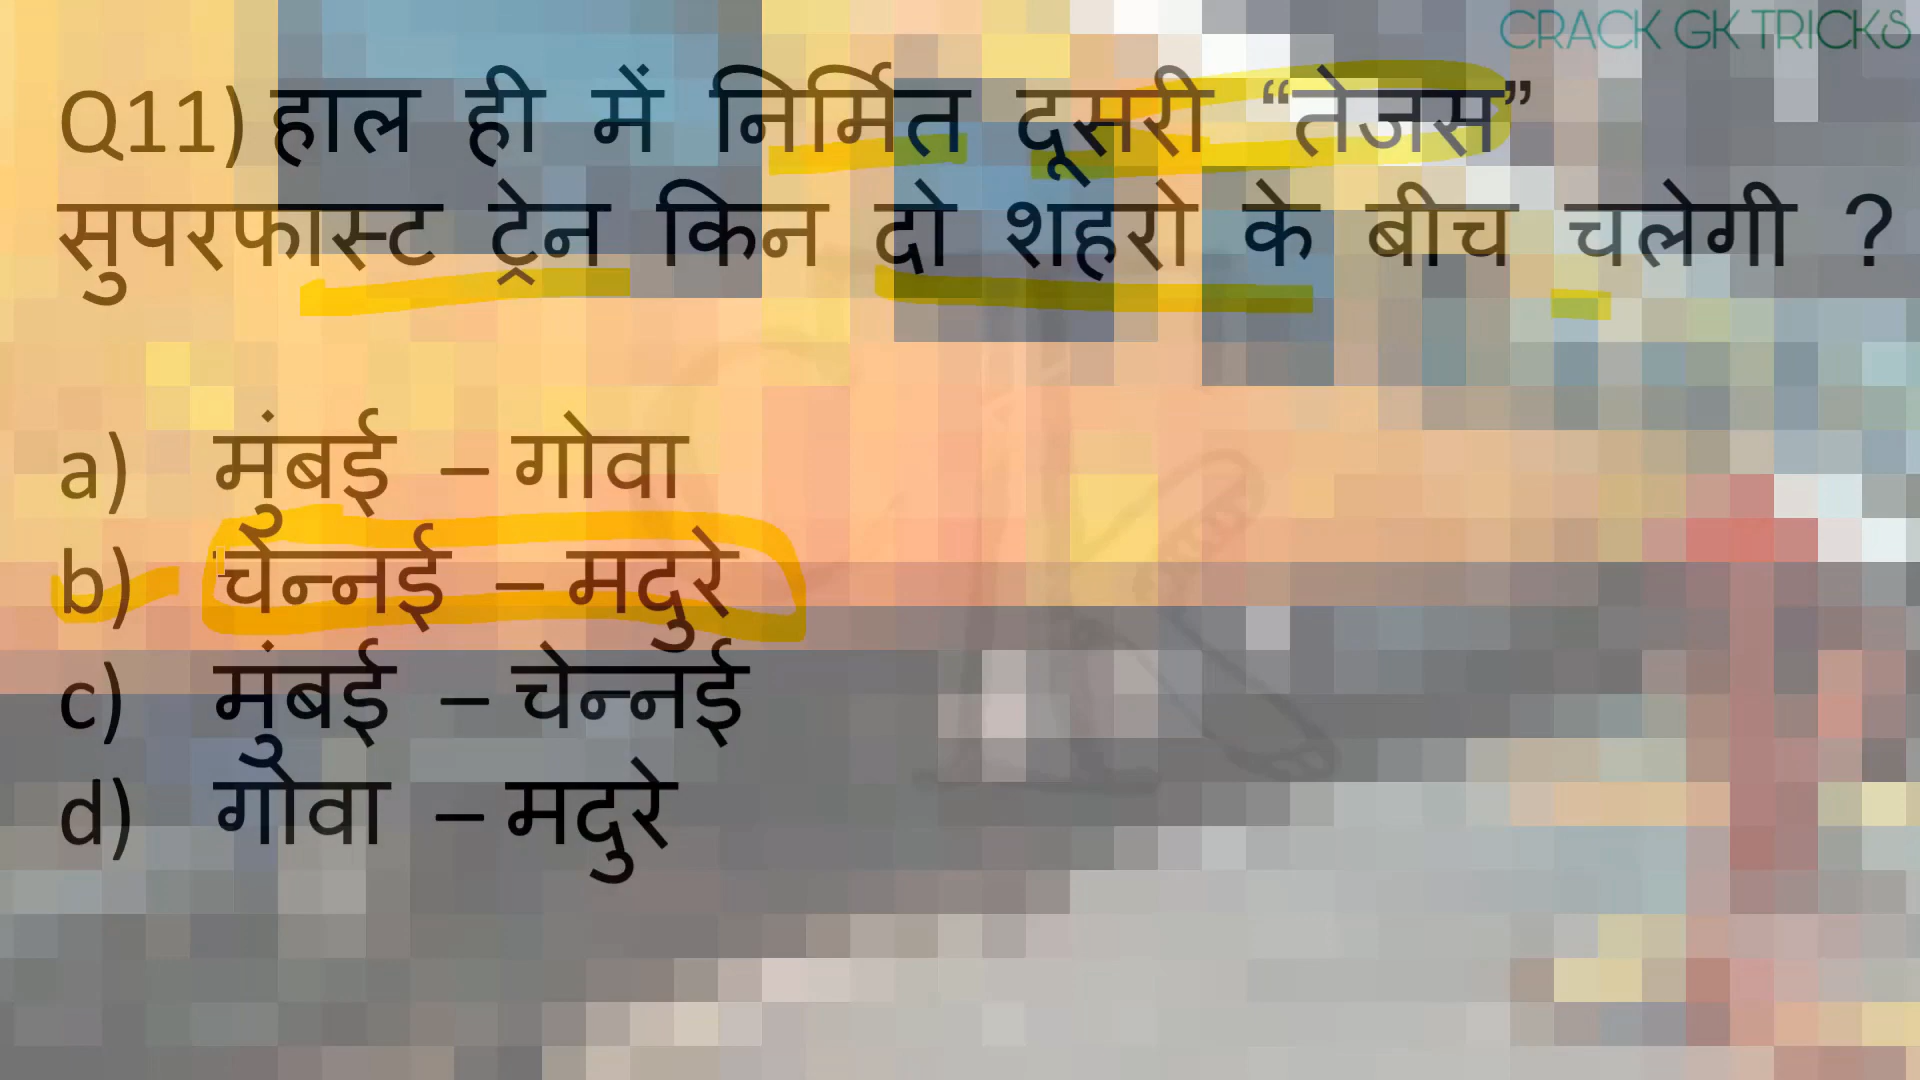 CRACK GK TRICKS
Q11) हाल ही में निर्मित दूसरी “तेजस”
सुपरफास्ट ट्रेन किन दो शहरो के बीच चलेगी ?
a) मुंबई – गोवा
b) चेन्नई – मदुरे
c) मुंबई – चेन्नई
d) गोवा – मदुरे